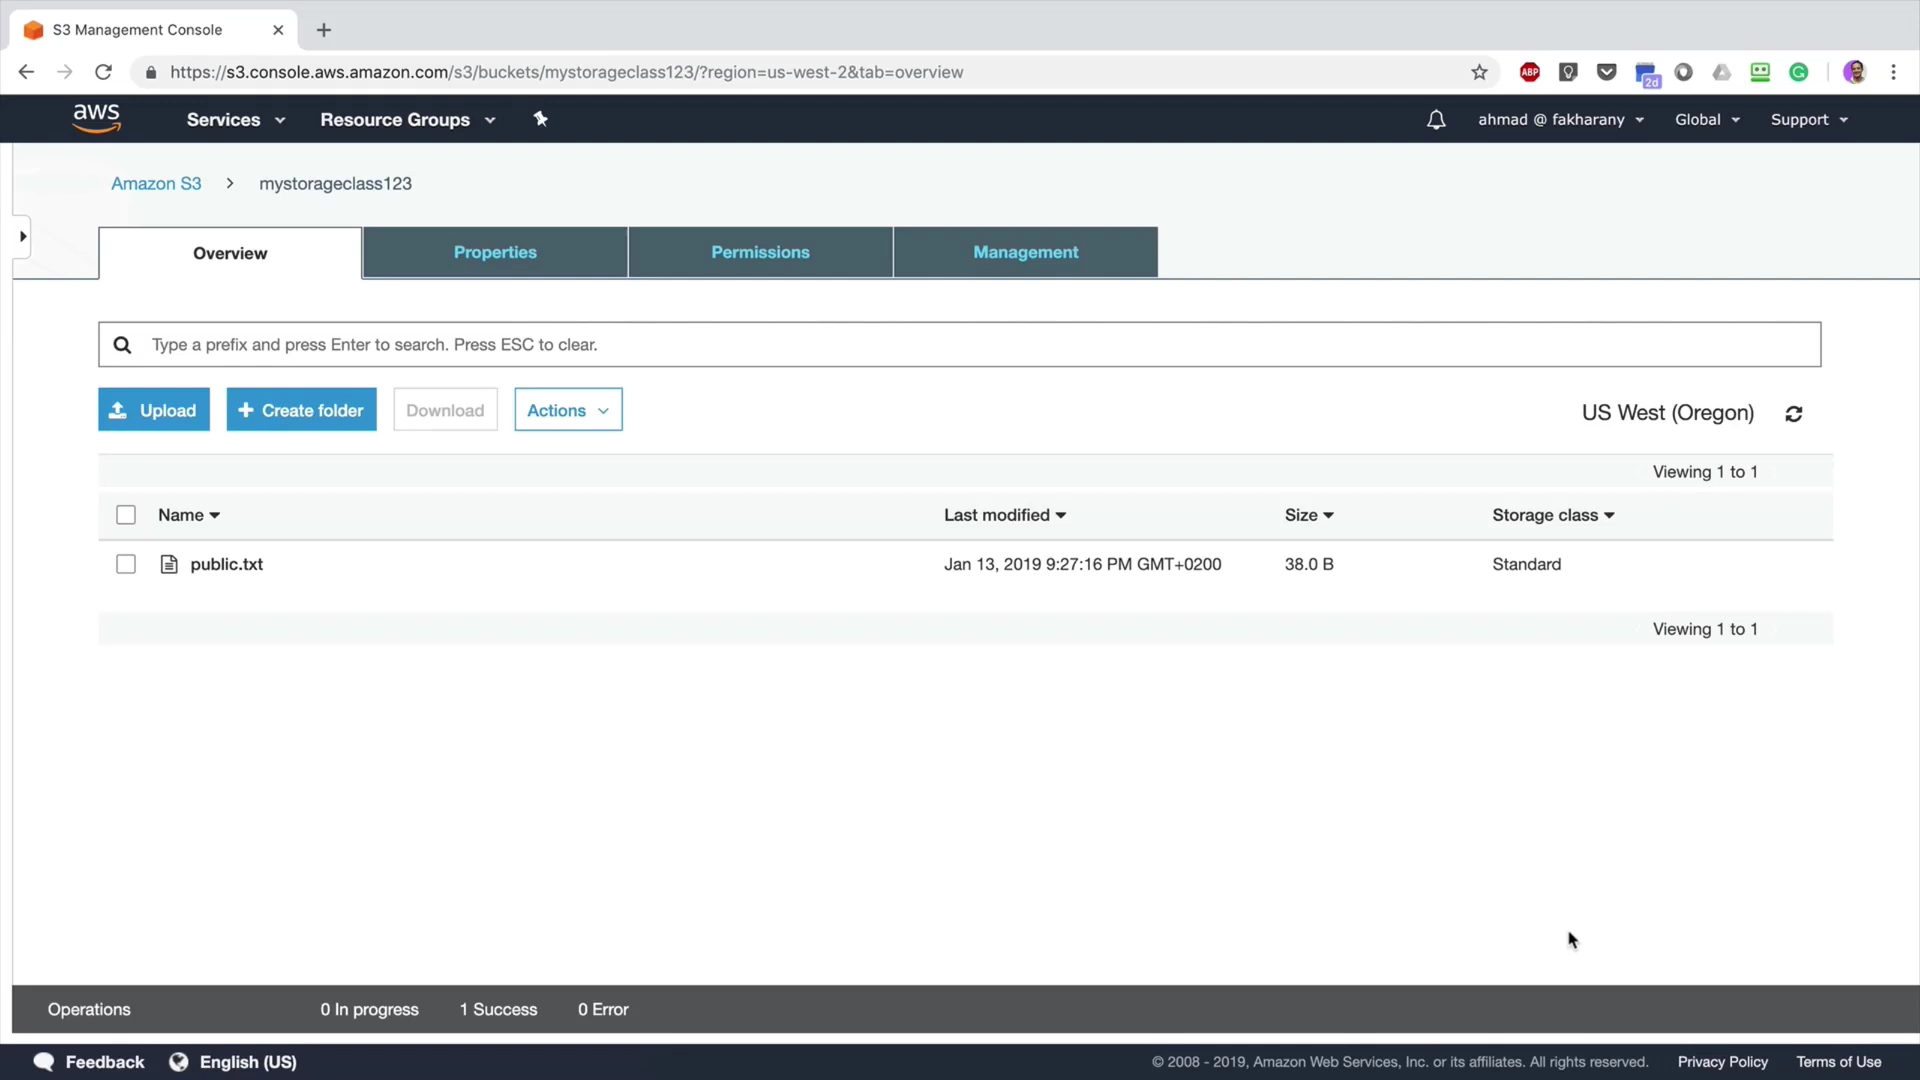 S3 Management Console
https://s3.console.aws.amazon.com/s3/buckets/mystorageclass123/?region=us-west-2&tab=overview
ABP
2d
aws
Services
Resource Groups
ahmad @ fakharany
Global
Support
Amazon S3
mystorageclass123
Overview
Properties
Permissions
Management
Type a prefix and press Enter to search. Press ESC to clear.
Upload
Create folder
Download
Actions
US West (Oregon)
Viewing 1 to 1
Name
Last modified
Size
Storage class
public.txt
Jan 13, 2019 9:27:16 PM GMT+0200
38.0 B
Standard
Viewing 1 to 1
Operations
0 In progress
1 Success
0 Error
Feedback
English (US)
© 2008 - 2019, Amazon Web Services, Inc. or its affiliates. All rights reserved.
Privacy Policy
Terms of Use